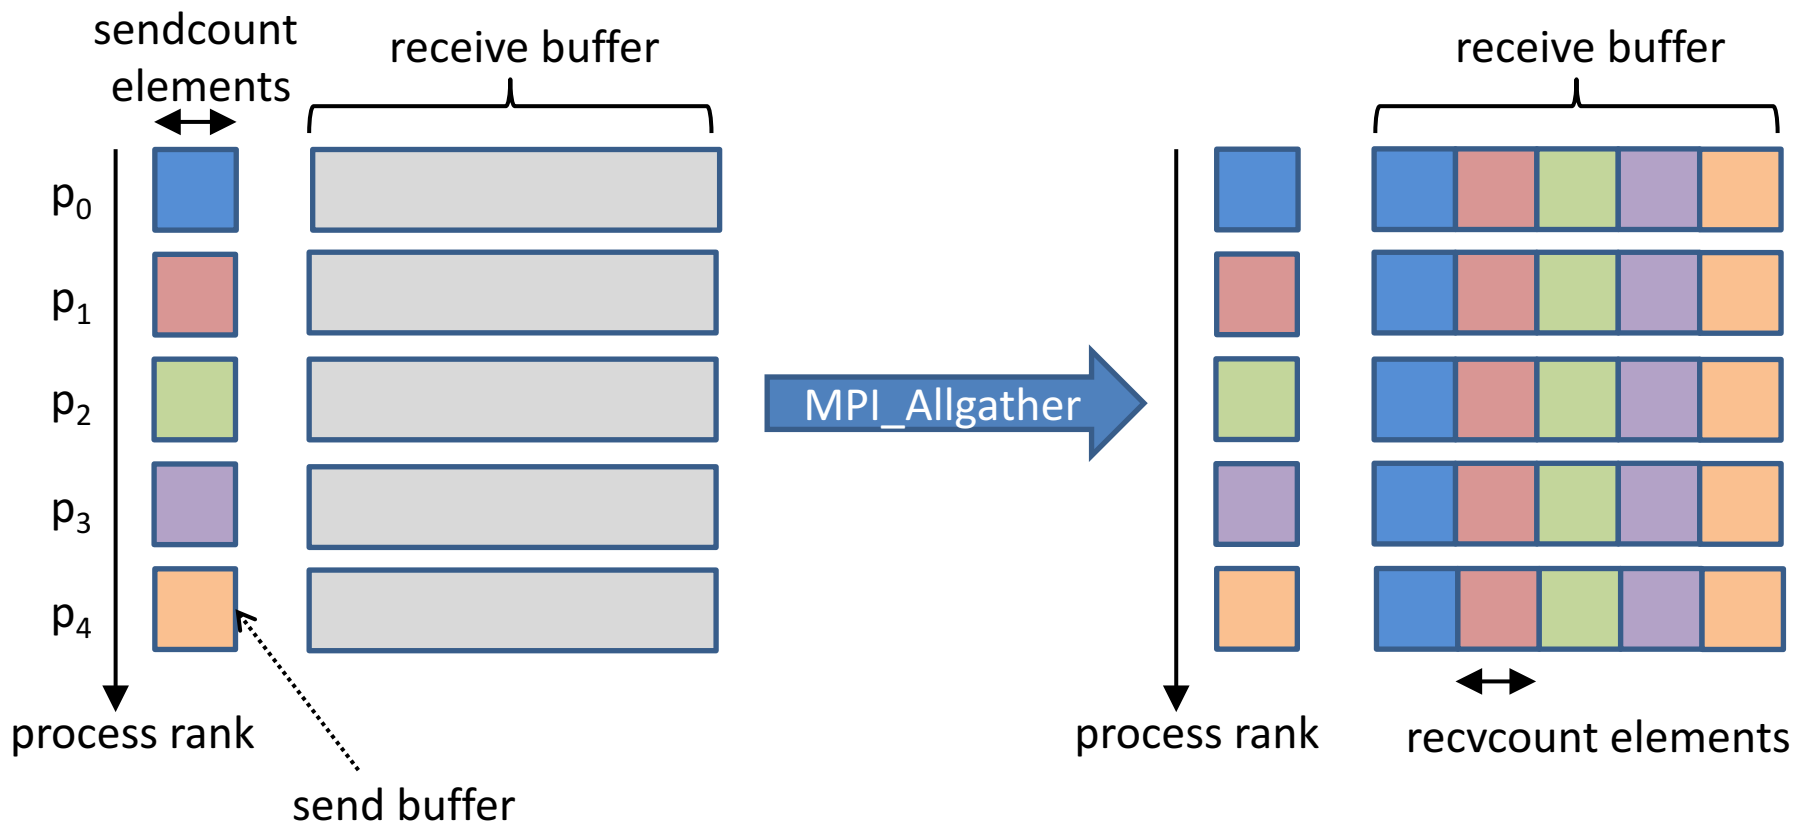 sendcount
elements
receive buffer
receive buffer
p0
p1
p2
p3
p4
MPI_Allgather
process rank
send buffer
process rank
recvcount elements